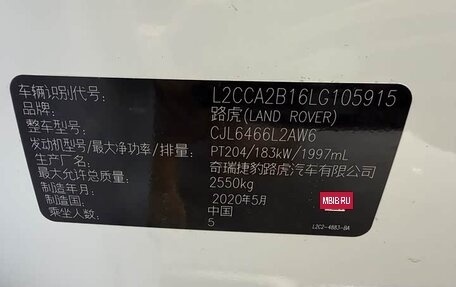 车辆识别代号: L2CCA2B16LG105915
品牌: 路虎(LAND ROVER)
整车型号: CJL6466L2AW6
发动机型号/最大净功率/排量: PT204/183kW/1997mL
生产厂名: 奇瑞捷豹路虎汽车有限公司
最大允许总质量: 2550kg
制造年月: 2020年5月
制造国: 中国
乘坐人数: 5
MBIB.RU
L2C2-4883-BA